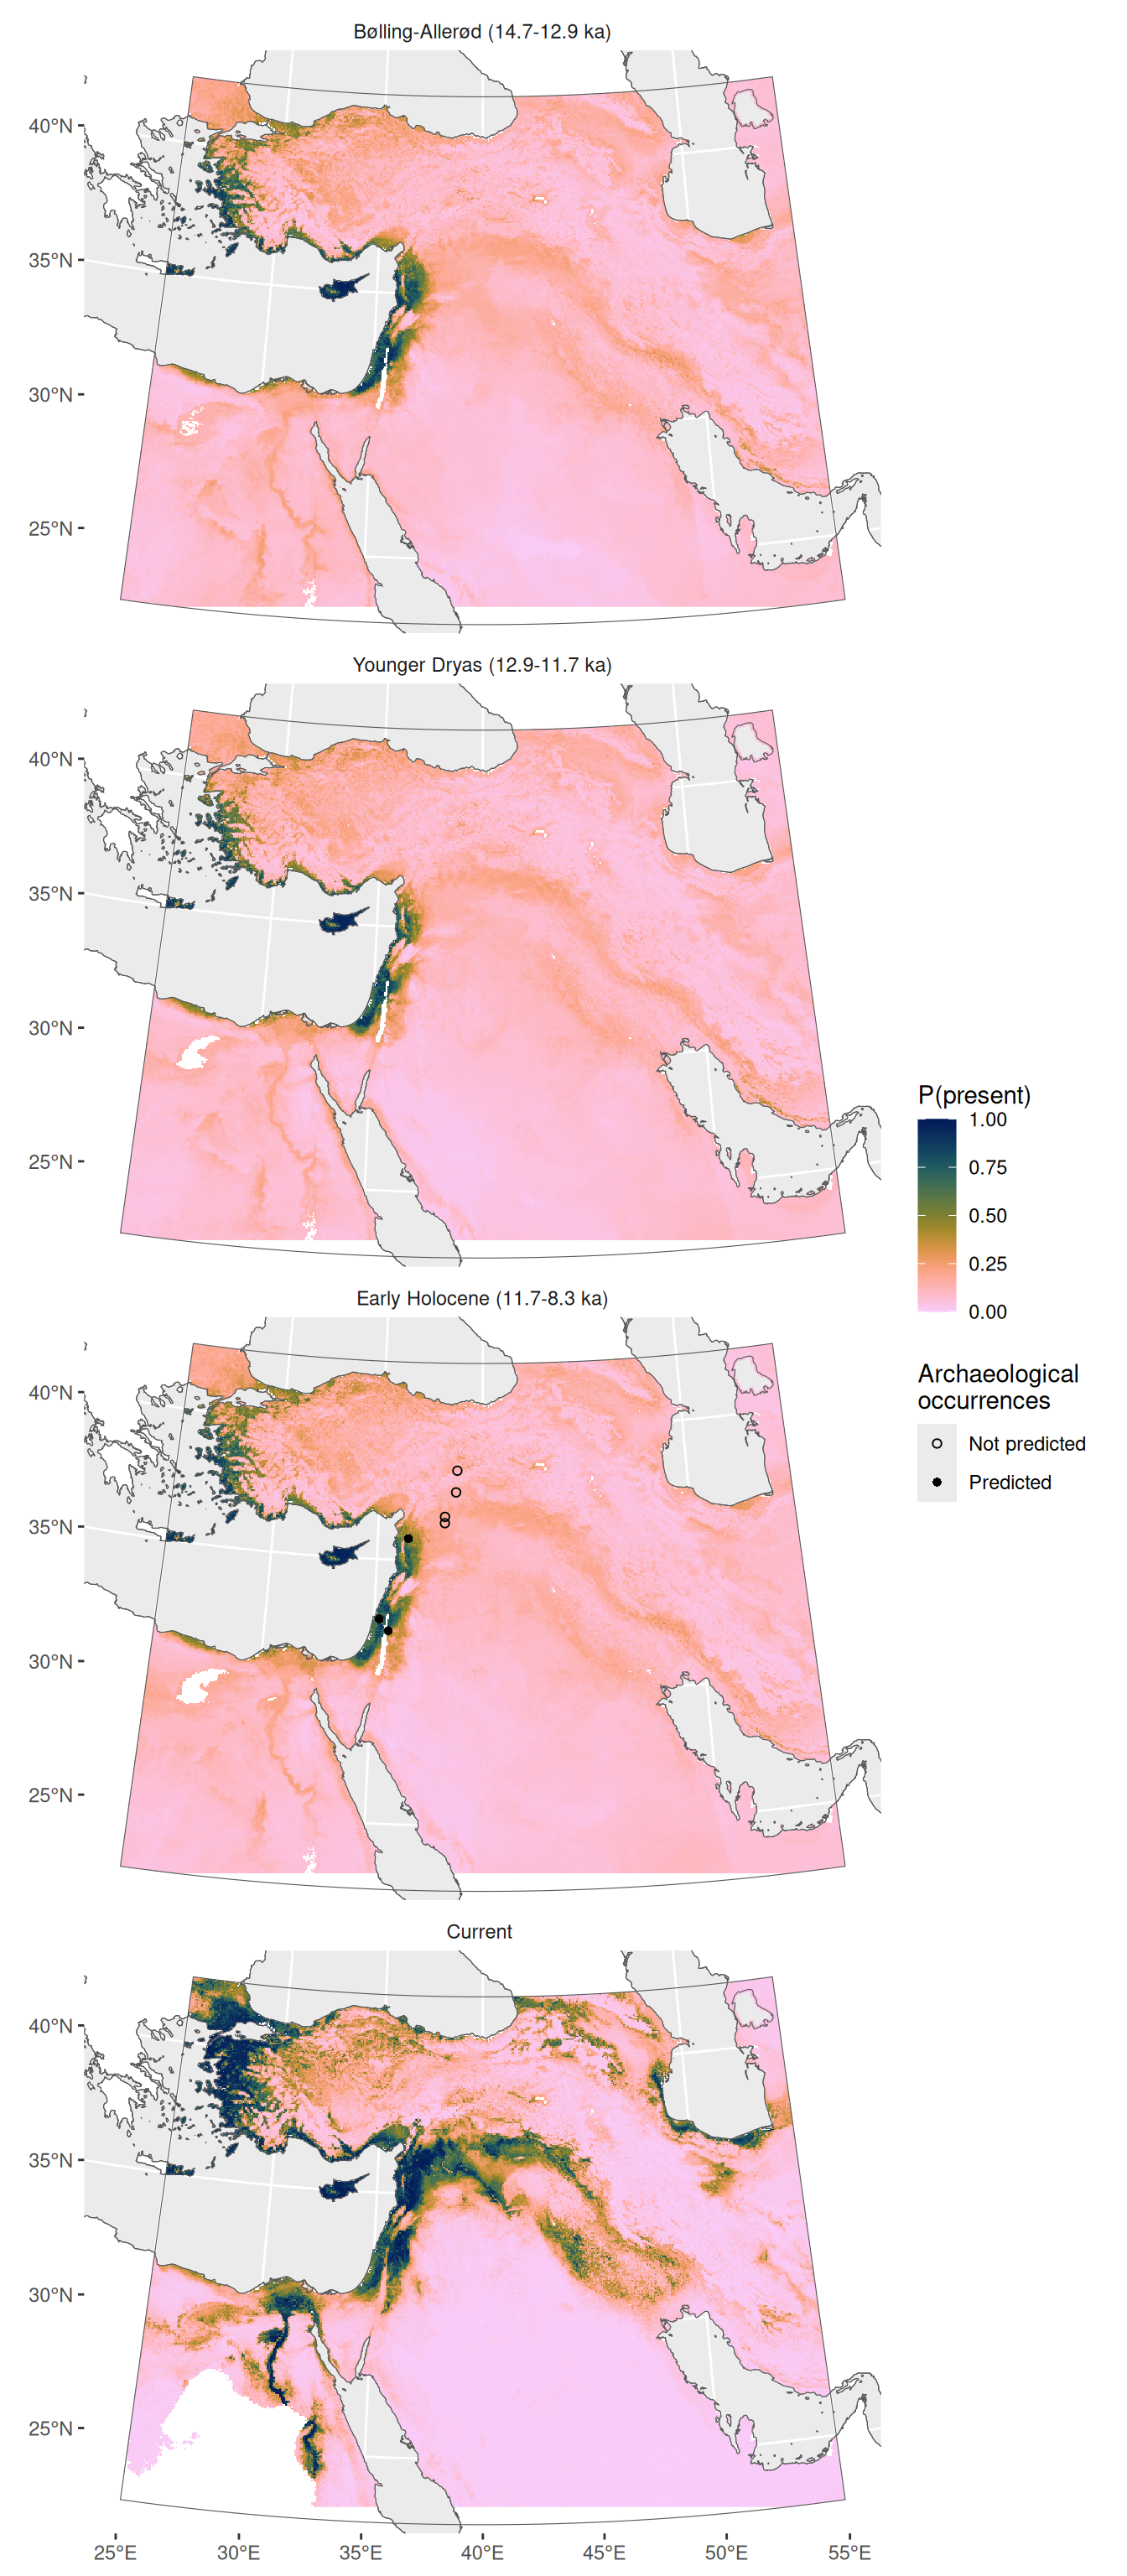 Bølling-Allerød (14.7-12.9 ka)
40°N
35°N
30°N
25°N
Younger Dryas (12.9-11.7 ka)
40°N
35°N
30°N
25°N
P(present)
1.00
0.75
0.50
0.25
0.00
Early Holocene (11.7-8.3 ka)
40°N
35°N
30°N
25°N
Archaeological
occurrences
Not predicted
Predicted
Current
40°N
35°N
30°N
25°N
25°E 30°E 35°E 40°E 45°E 50°E 55°E